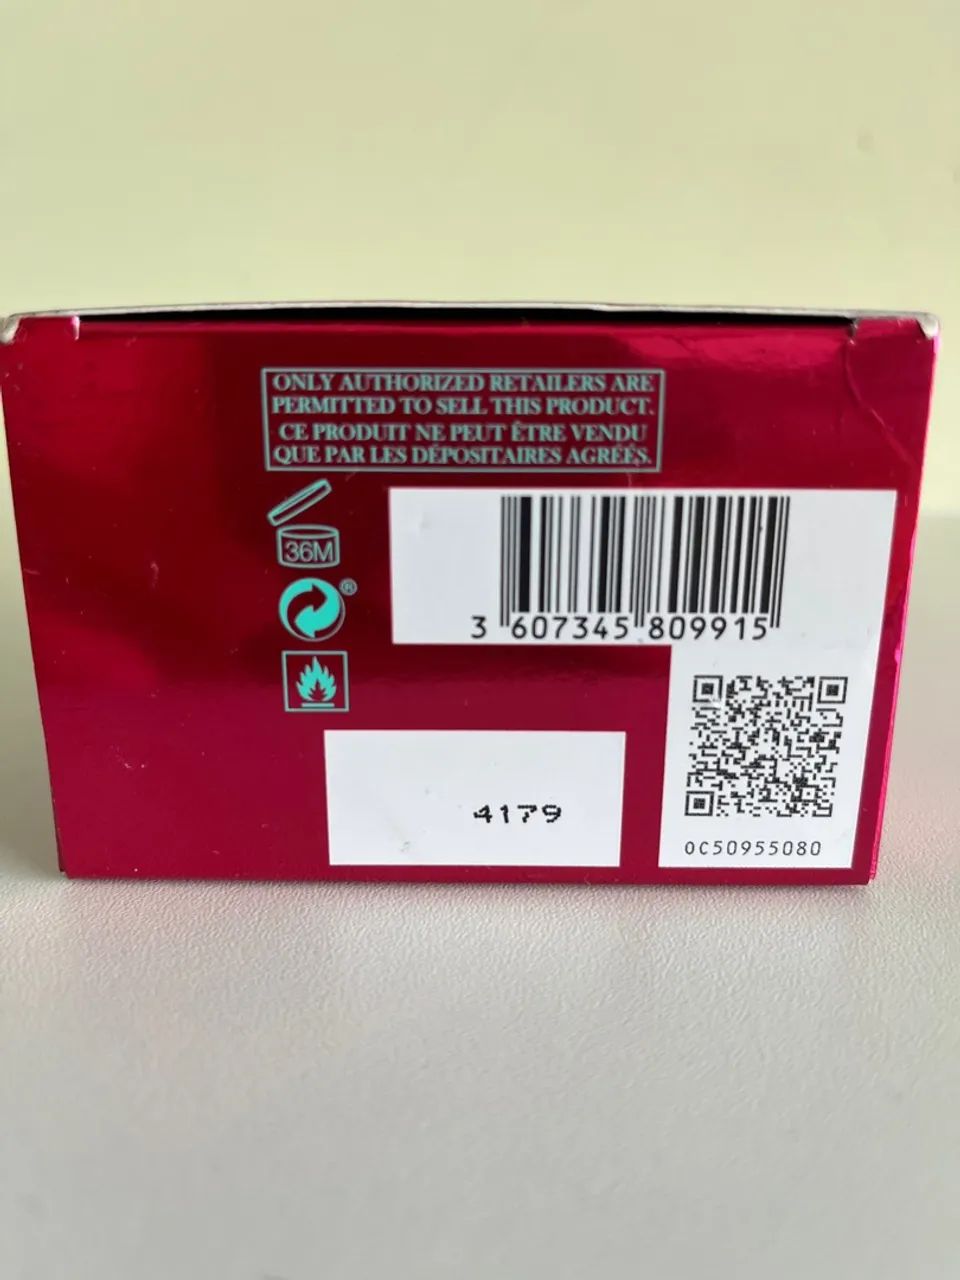 ONLY AUTHORIZED RETAILERS ARE
PERMITTED TO SELL THIS PRODUCT.
CE PRODUIT NE PEUT ÊTRE VENDU
QUE PAR LES DÉPOSITAIRES AGRÉÉS.
36M
®
3 607345 809915
4179
0C50955080